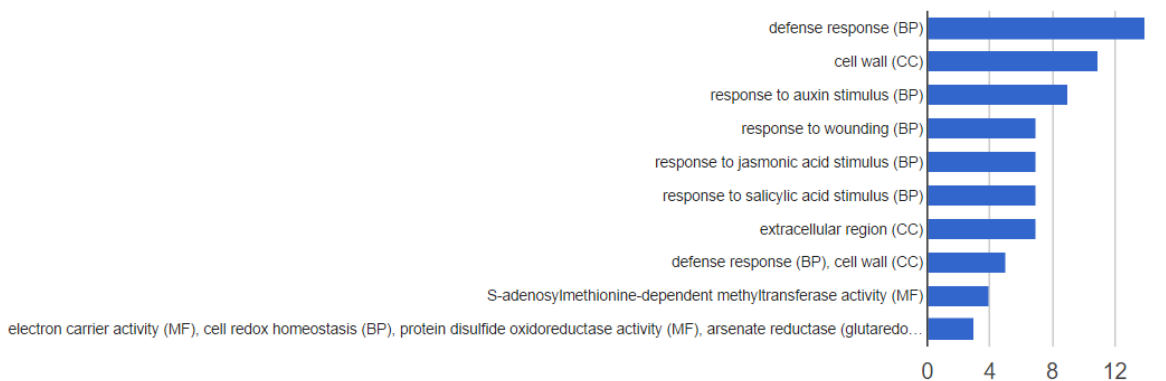 defense response (BP)
cell wall (CC)
response to auxin stimulus (BP)
response to wounding (BP)
response to jasmonic acid stimulus (BP)
response to salicylic acid stimulus (BP)
extracellular region (CC)
defense response (BP), cell wall (CC)
S-adenosylmethionine-dependent methyltransferase activity (MF)
electron carrier activity (MF), cell redox homeostasis (BP), protein disulfide oxidoreductase activity (MF), arsenate reductase (glutaredo…
0 4 8 12